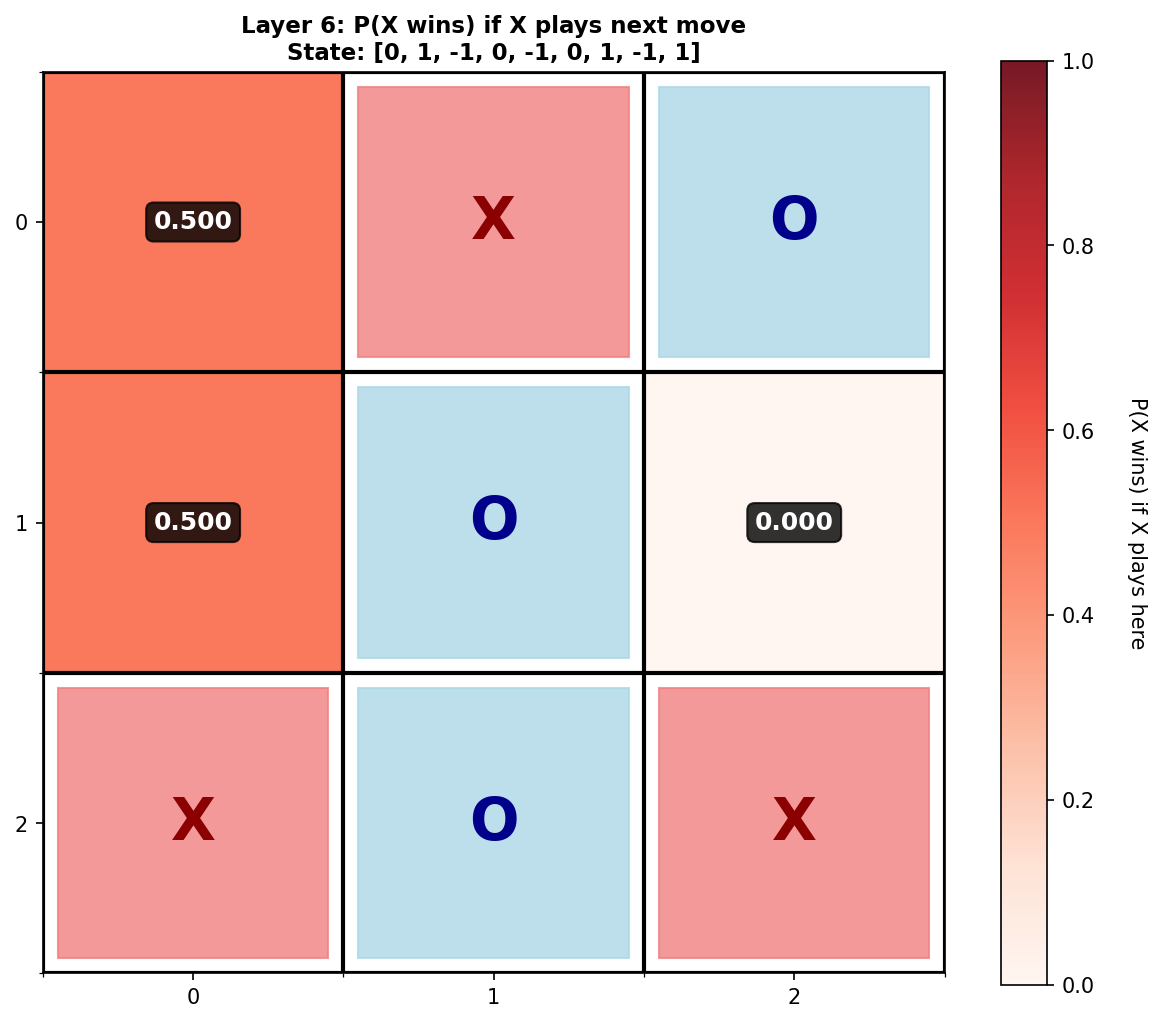 Layer 6: P(X wins) if X plays next move
State: [0, 1, -1, 0, -1, 0, 1, -1, 1]
0
0.500
X
O
1
0.500
O
0.000
2
X
O
X
0
1
2
1.0
0.8
0.6
0.4
0.2
0.0
P(X wins) if X plays here